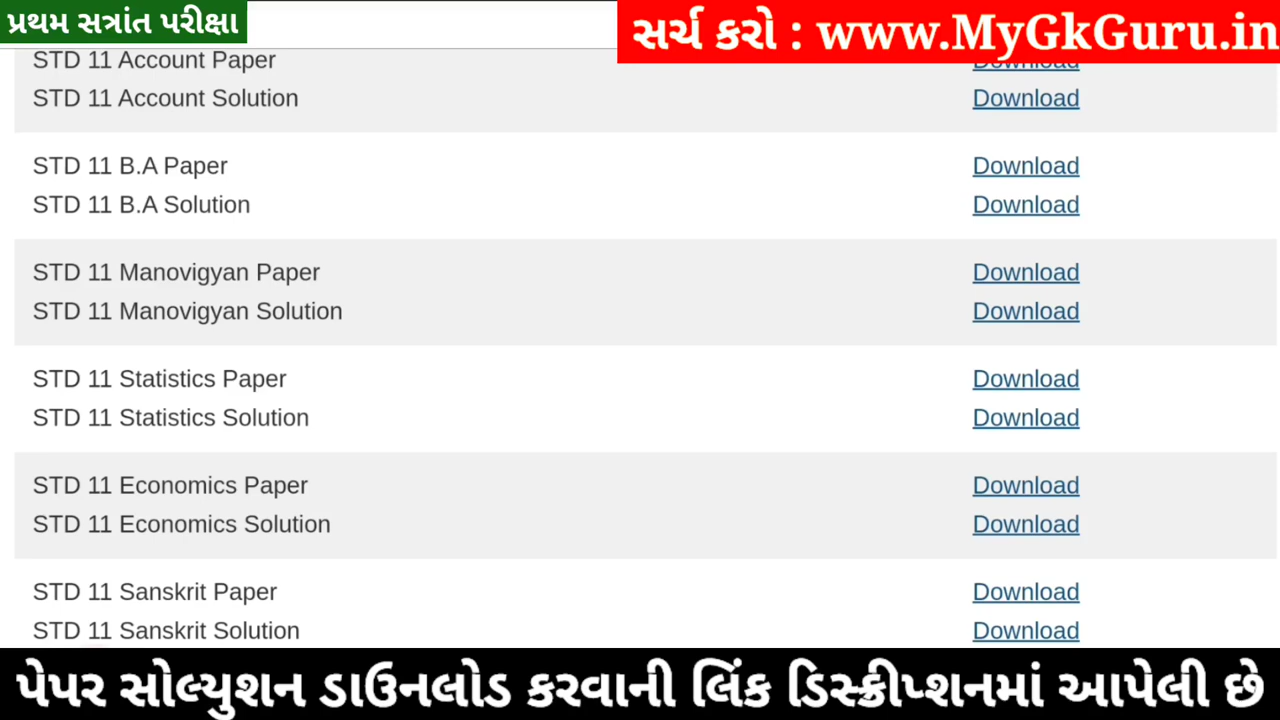 પ્રથમ સત્રાંત પરીક્ષા
સર્ચ કરો : www.MyGkGuru.in
STD 11 Account Paper Download
STD 11 Account Solution Download
STD 11 B.A Paper Download
STD 11 B.A Solution Download
STD 11 Manovigyan Paper Download
STD 11 Manovigyan Solution Download
STD 11 Statistics Paper Download
STD 11 Statistics Solution Download
STD 11 Economics Paper Download
STD 11 Economics Solution Download
STD 11 Sanskrit Paper Download
STD 11 Sanskrit Solution Download
પેપર સોલ્યુશન ડાઉનલોડ કરવાની લિંક ડિસ્ક્રીપ્શનમાં આપેલી છે